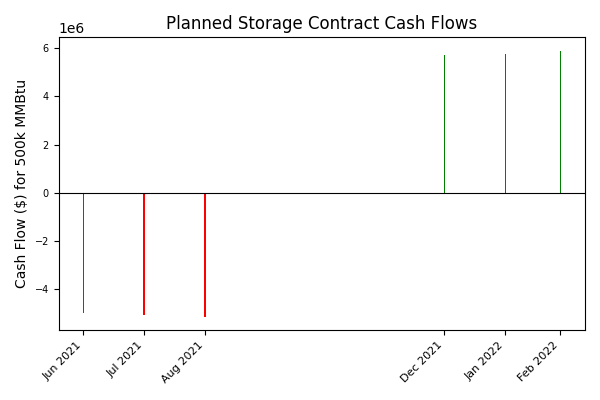 Planned Storage Contract Cash Flows
1e6
Cash Flow ($) for 500k MMBtu
6
4
2
0
−2
−4
Jun 2021
Jul 2021
Aug 2021
Dec 2021
Jan 2022
Feb 2022